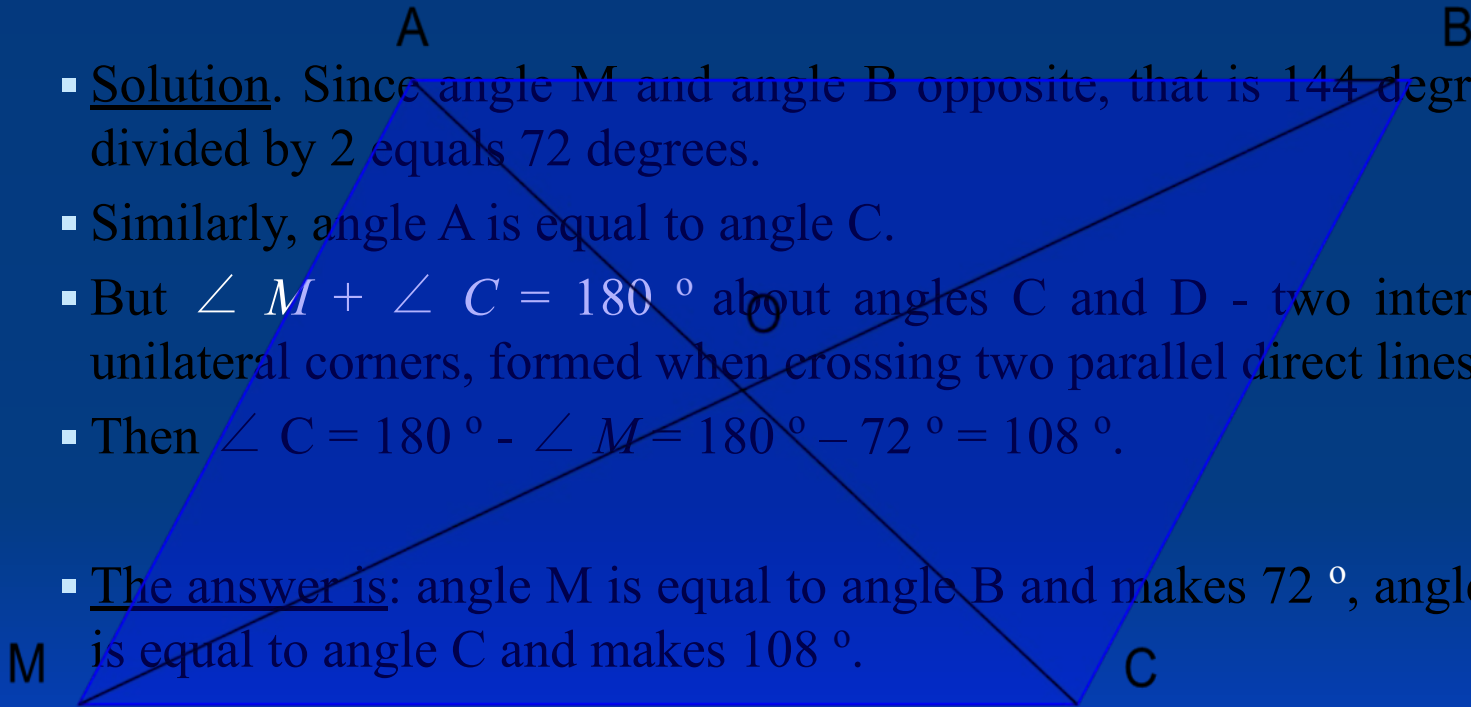 A
B
Solution. Since angle M and angle B opposite, that is 144 degr
divided by 2 equals 72 degrees.
Similarly, angle A is equal to angle C.
But ∠ M + ∠ C = 180 º about angles C and D - two inter
O
unilateral corners, formed when crossing two parallel direct lines
Then ∠ C = 180 º - ∠ M = 180 º – 72 º = 108 º.
The answer is: angle M is equal to angle B and makes 72 º, angle
is equal to angle C and makes 108 º.
M
C